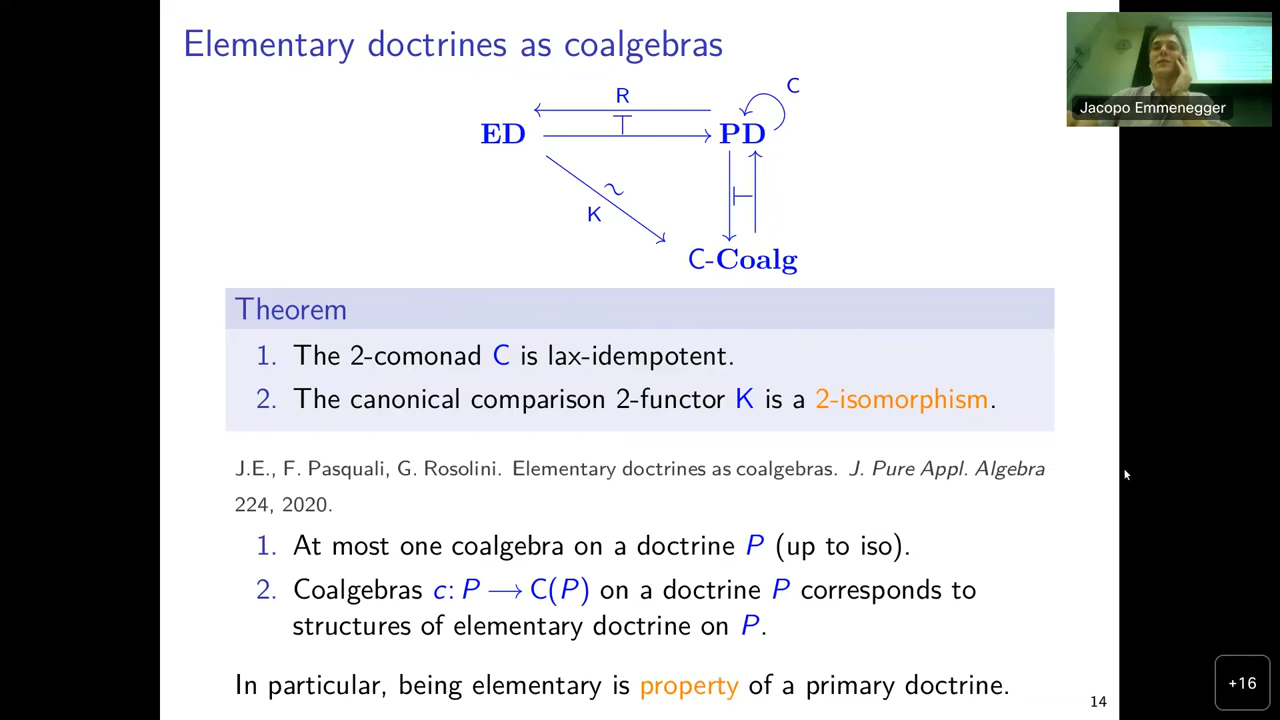 Elementary doctrines as coalgebras
C
R
⊤
ED
PD
∼
K
⊢
C-Coalg
Theorem
1. The 2-comonad C is lax-idempotent.
2. The canonical comparison 2-functor K is a 2-isomorphism.
J.E., F. Pasquali, G. Rosolini. Elementary doctrines as coalgebras. J. Pure Appl. Algebra
224, 2020.
1. At most one coalgebra on a doctrine P (up to iso).
2. Coalgebras c: P ⟶ C(P) on a doctrine P corresponds to
structures of elementary doctrine on P.
In particular, being elementary is property of a primary doctrine.
14
Jacopo Emmenegger
+16